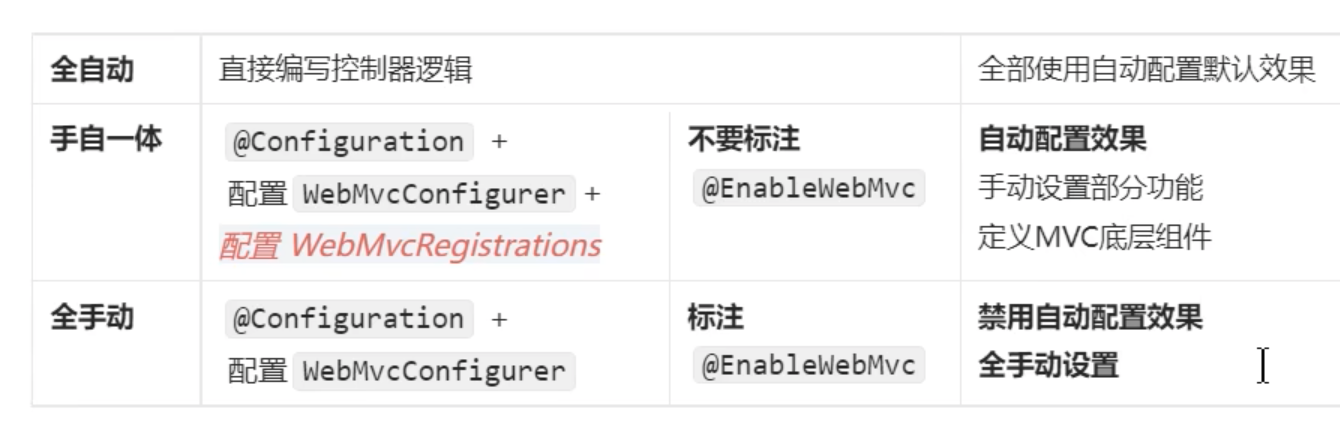 全自动 直接编写控制器逻辑 全部使用自动配置默认效果
手自一体 @Configuration + 不要标注 自动配置效果
配置 WebMvcConfigurer + @EnableWebMvc 手动设置部分功能
配置 WebMvcRegistrations 定义MVC底层组件
全手动 @Configuration + 标注 禁用自动配置效果
配置 WebMvcConfigurer @EnableWebMvc 全手动设置